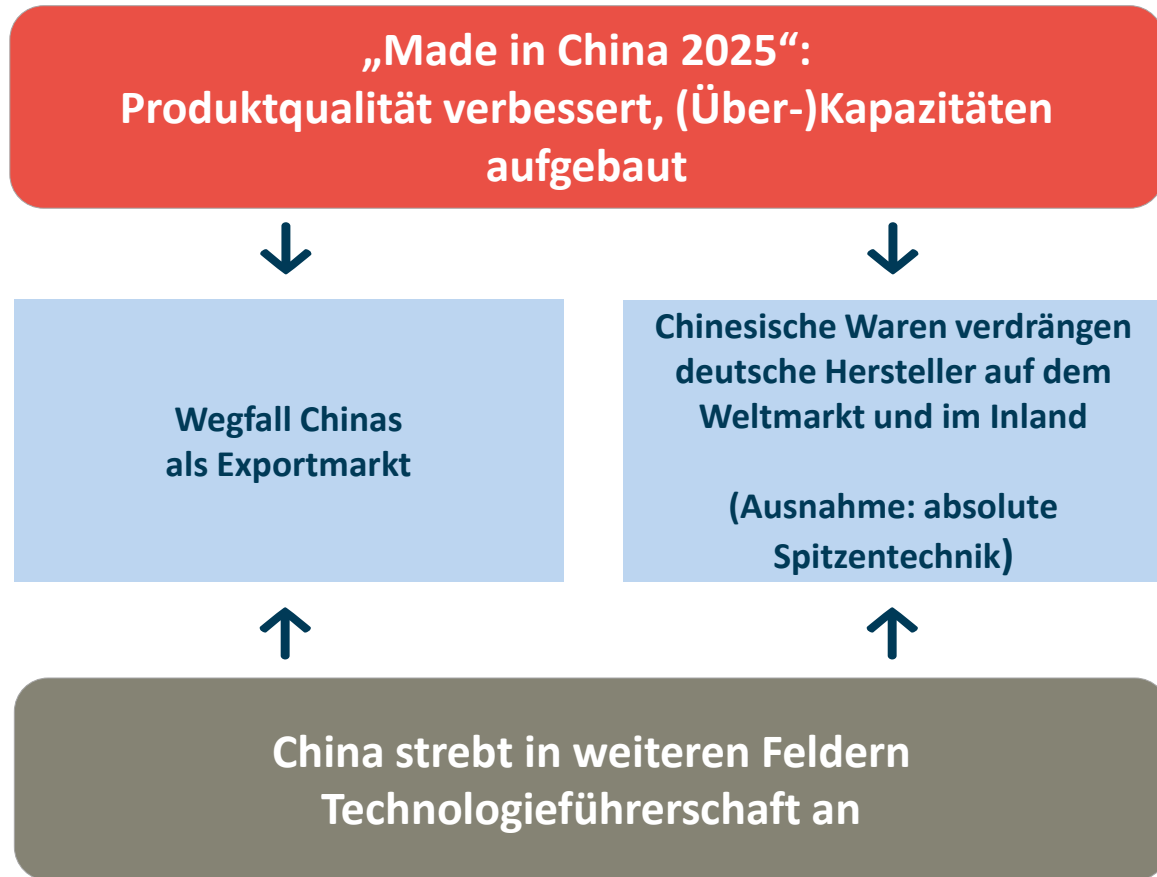 „Made in China 2025“:
Produktqualität verbessert, (Über-)Kapazitäten
aufgebaut
Wegfall Chinas
als Exportmarkt
Chinesische Waren verdrängen
deutsche Hersteller auf dem
Weltmarkt und im Inland
(Ausnahme: absolute
Spitzentechnik)
China strebt in weiteren Feldern
Technologieführerschaft an